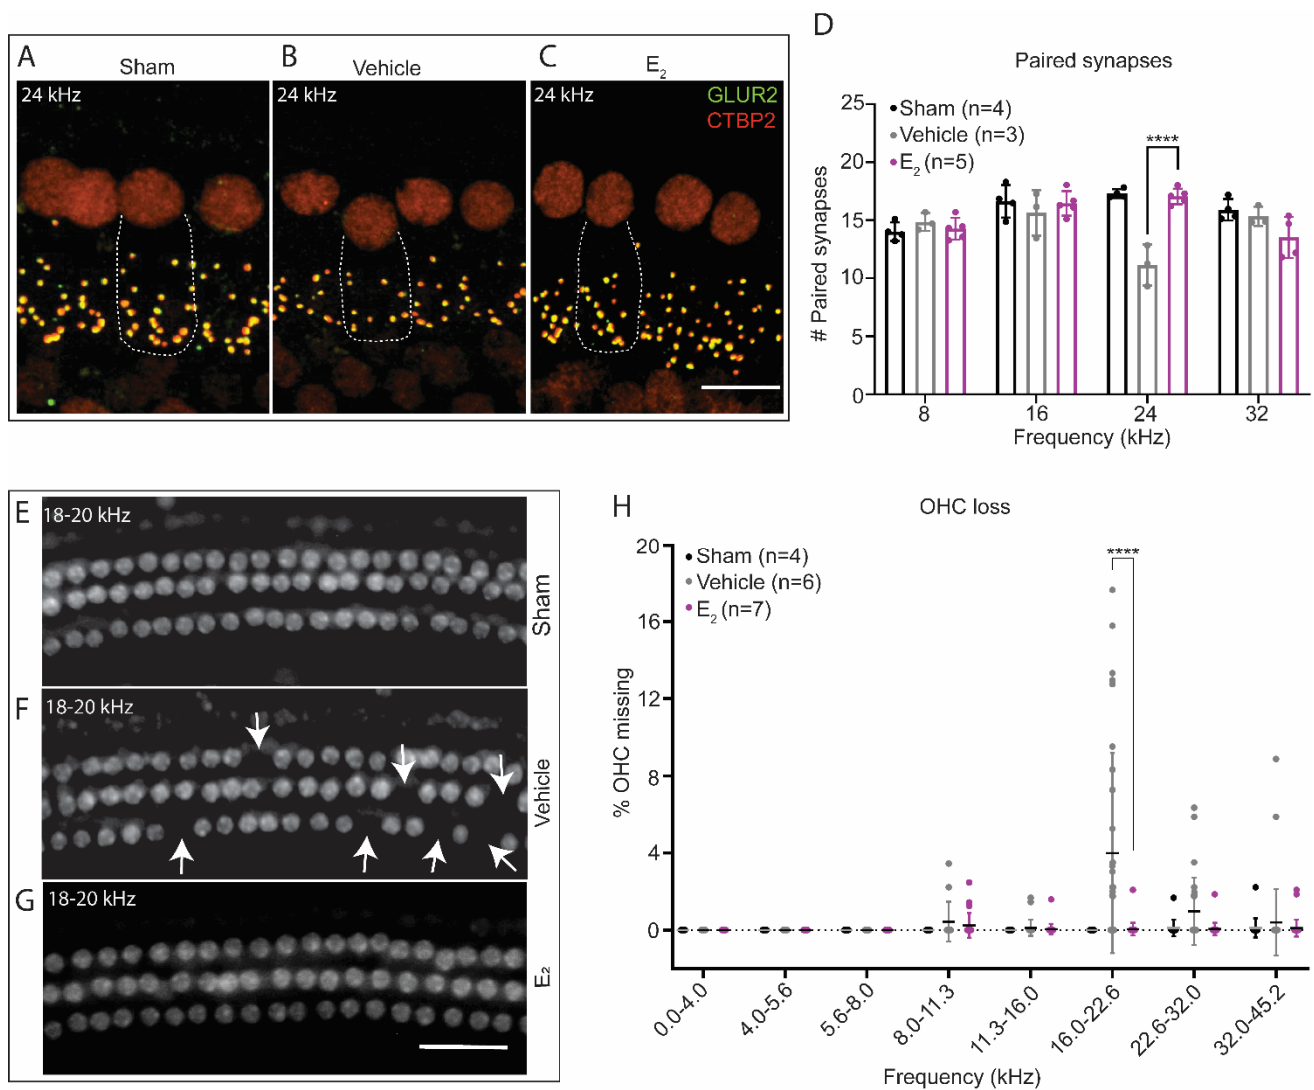 A
Sham
24 kHz
B
Vehicle
24 kHz
C
E₂
24 kHz
GLUR2
CTBP2
D
Paired synapses
# Paired synapses
25
20
15
10
5
0
Sham (n=4)
Vehicle (n=3)
E₂ (n=5)
****
8
16
24
32
Frequency (kHz)
E
18-20 kHz
Sham
F
18-20 kHz
Vehicle
G
18-20 kHz
E₂
H
OHC loss
% OHC missing
20
16
12
8
4
0
Sham (n=4)
Vehicle (n=6)
E₂ (n=7)
****
0.0-4.0
4.0-5.6
5.6-8.0
8.0-11.3
11.3-16.0
16.0-22.6
22.6-32.0
32.0-45.2
Frequency (kHz)